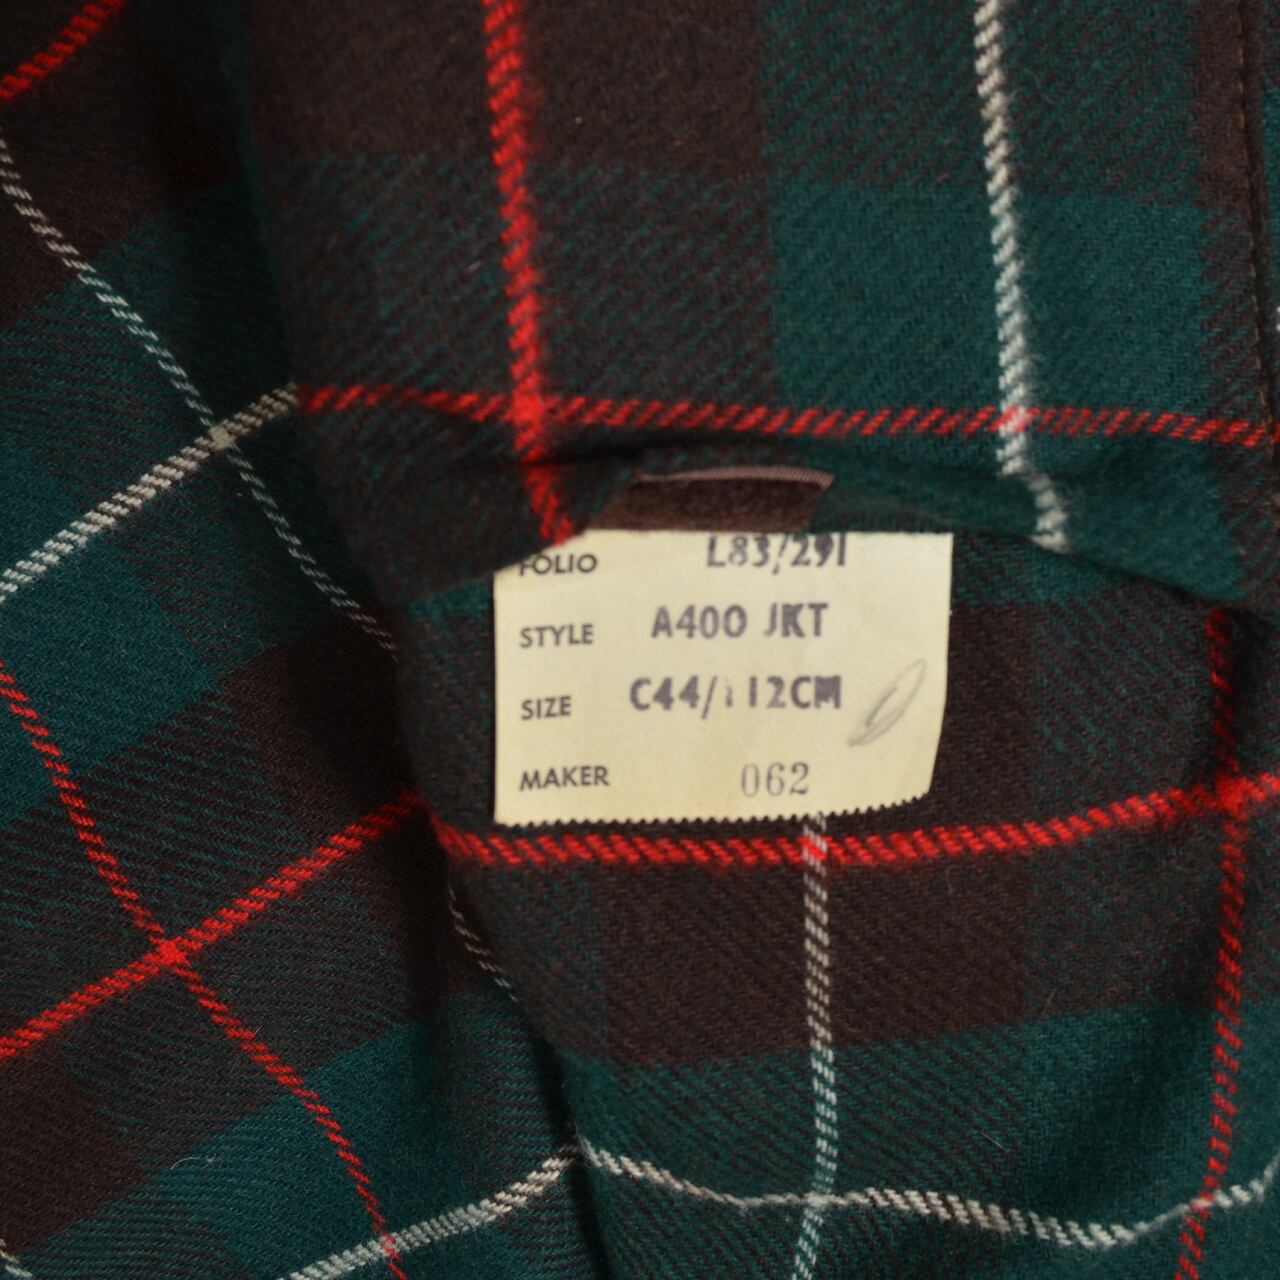 FOLIO L83/291
STYLE A400 JKT
SIZE C44/112CM
MAKER 062